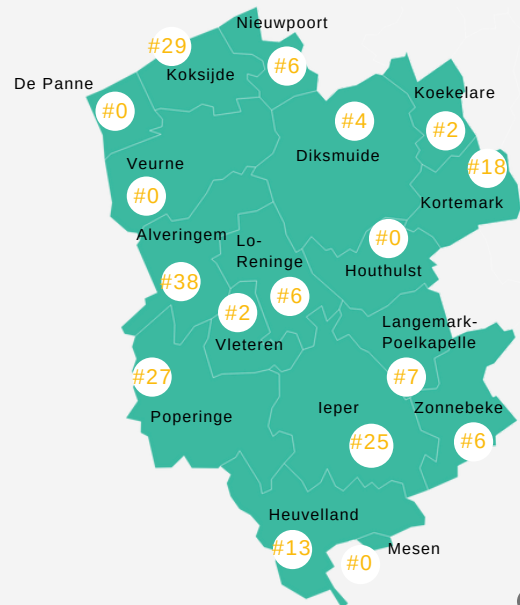 Nieuwpoort
#29
Koksijde
#6
De Panne
#0
Koekelare
#4
#2
Diksmuide
Veurne
#18
#0
Kortemark
Alveringem
Lo-
Reninge
#0
Houthulst
#38
#6
#2
Vleteren
Langemark-
Poelkapelle
#27
#7
Poperinge
Ieper
#25
Zonnebeke
#6
Heuvelland
#13
Mesen
#0